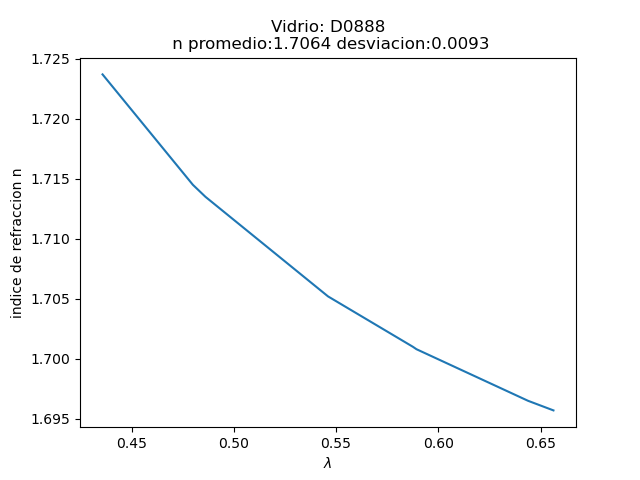 Vidrio: D0888
n promedio:1.7064 desviacion:0.0093
1.725
1.720
1.715
1.710
1.705
1.700
1.695
indice de refraccion n
0.45 0.50 0.55 0.60 0.65
λ